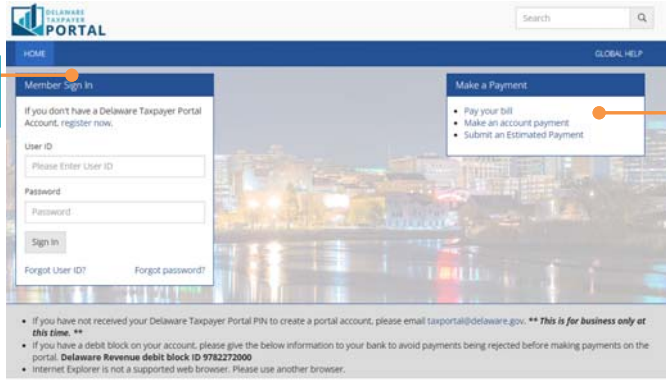 DELAWARE
TAXPAYER
PORTAL
Search
HOME
GLOBAL HELP
Member Sign In
If you don't have a Delaware Taxpayer Portal
Account, register now.
User ID
Please Enter User ID
Password
Password
Sign In
Forgot User ID?
Forgot password?
Make a Payment
• Pay your bill
• Make an account payment
• Submit an Estimated Payment
• If you have not received your Delaware Taxpayer Portal PIN to create a portal account, please email taxportal@delaware.gov. ** This is for business only at
this time. **
• If you have a debit block on your account, please give the below information to your bank to avoid payments being rejected before making payments on the
portal. Delaware Revenue debit block ID 9782272000
• Internet Explorer is not a supported web browser. Please use another browser.